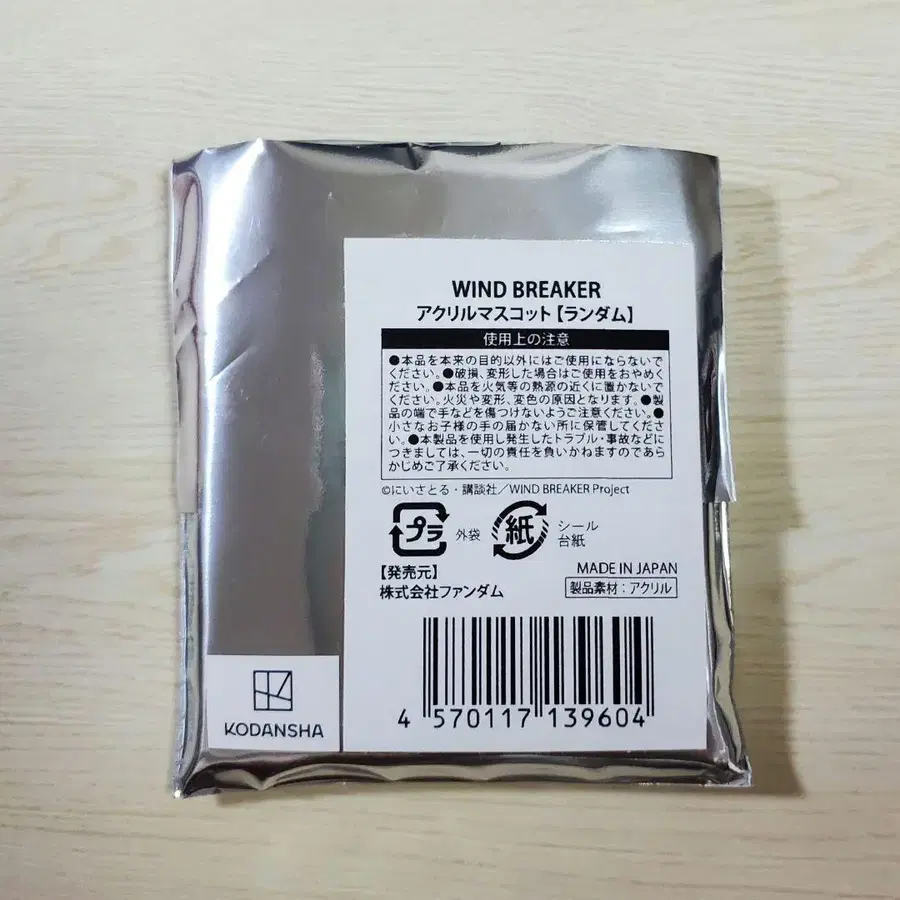 WIND BREAKER
アクリルマスコット【ランダム】
使用上の注意
●本品を本来の目的以外にはご使用にならないで
ください。●破損、変形した場合はご使用をおやめく
ださい。●本品を火気等の熱源の近くに置かないで
ください。火災や変形、変色の原因となります。●製
品の端で手などを傷つけないようご注意ください。●
小さなお子様の手の届かない所に保管してくださ
い。●本製品を使用し発生したトラブル・事故などに
つきましては、一切の責任を負いかねますのであら
かじめご了承ください。
©にいさとる・講談社／WIND BREAKER Project
プラ 外袋 紙 シール
台紙
【発売元】
株式会社ファンダム
MADE IN JAPAN
製品素材：アクリル
KODANSHA
4 570117 139604